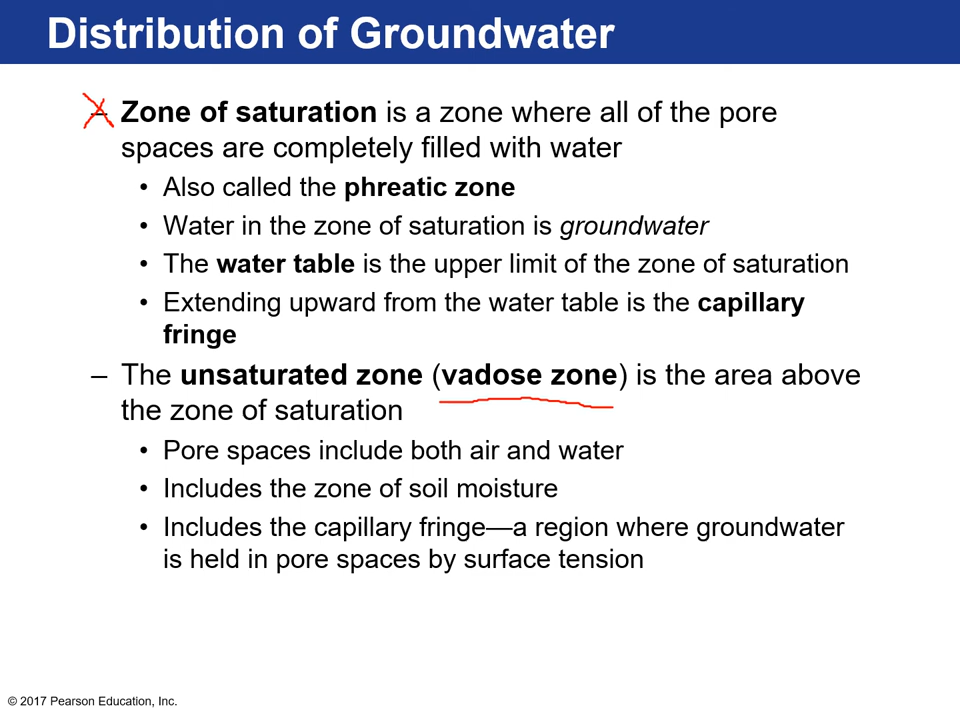 Distribution of Groundwater
– Zone of saturation is a zone where all of the pore
spaces are completely filled with water
• Also called the phreatic zone
• Water in the zone of saturation is groundwater
• The water table is the upper limit of the zone of saturation
• Extending upward from the water table is the capillary
fringe
– The unsaturated zone (vadose zone) is the area above
the zone of saturation
• Pore spaces include both air and water
• Includes the zone of soil moisture
• Includes the capillary fringe—a region where groundwater
is held in pore spaces by surface tension
© 2017 Pearson Education, Inc.